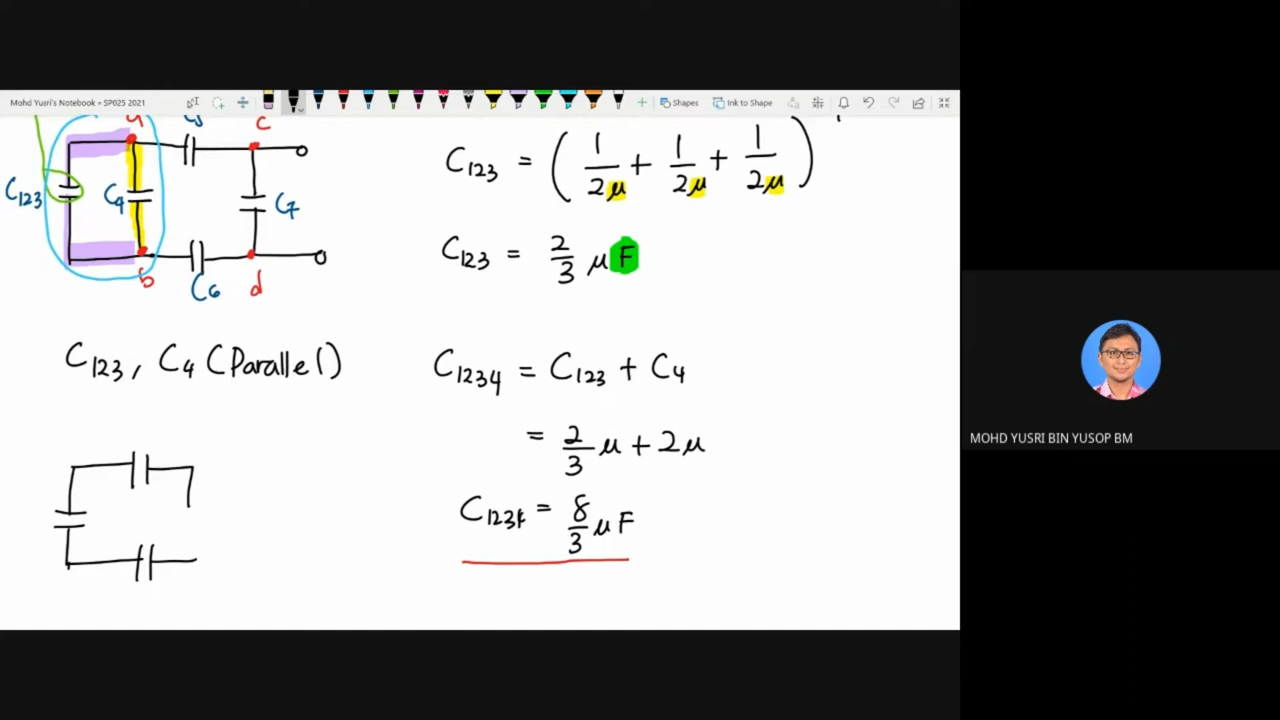 Mohd Yusri's Notebook » SP025 2021
Shapes
Ink to Shape
a C5 c
C123 C4 C7
b C6 d
C123 = ( 1/2μ + 1/2μ + 1/2μ )
C123 = 2/3 μF
C123, C4 (Parallel)
C1234 = C123 + C4
= 2/3 μ + 2μ
C1234 = 8/3 μF
MOHD YUSRI BIN YUSOP BM